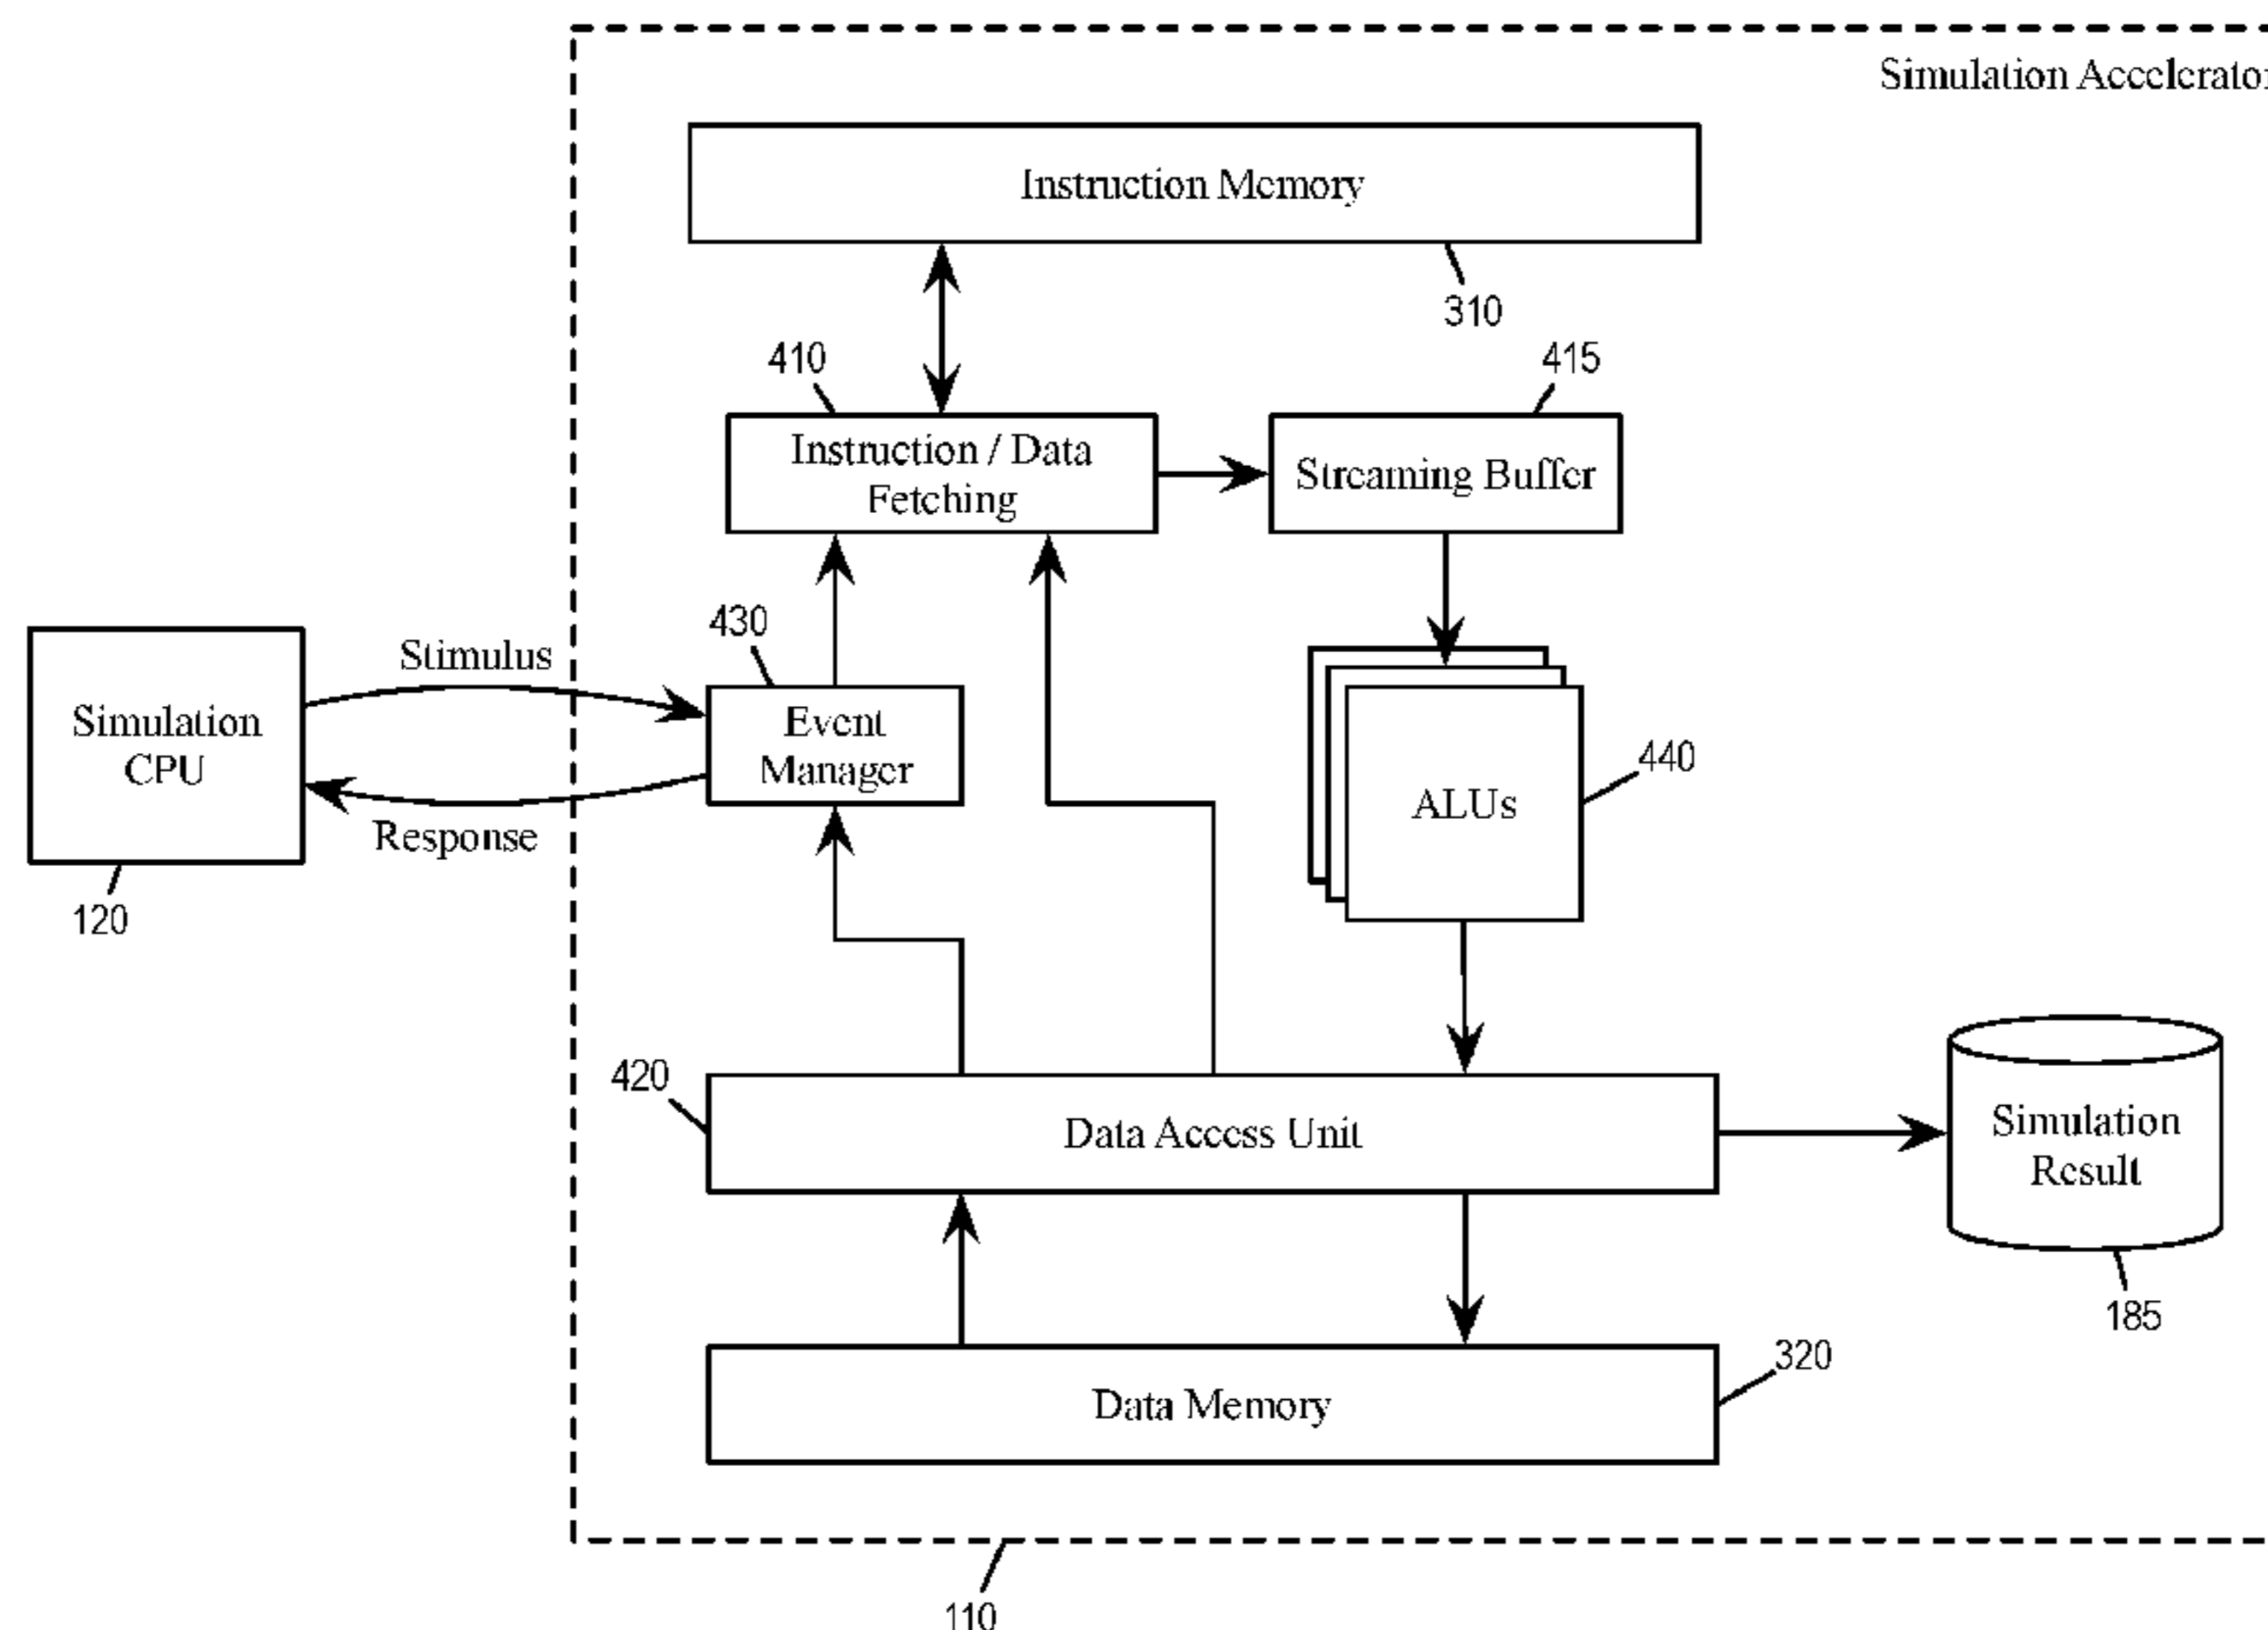 Simulation Accelerator
Instruction Memory
310
410
415
Instruction / Data
Fetching
Streaming Buffer
430
Stimulus
Simulation
CPU
Event
Manager
440
ALUs
Response
120
420
Data Access Unit
Simulation
Result
185
320
Data Memory
110